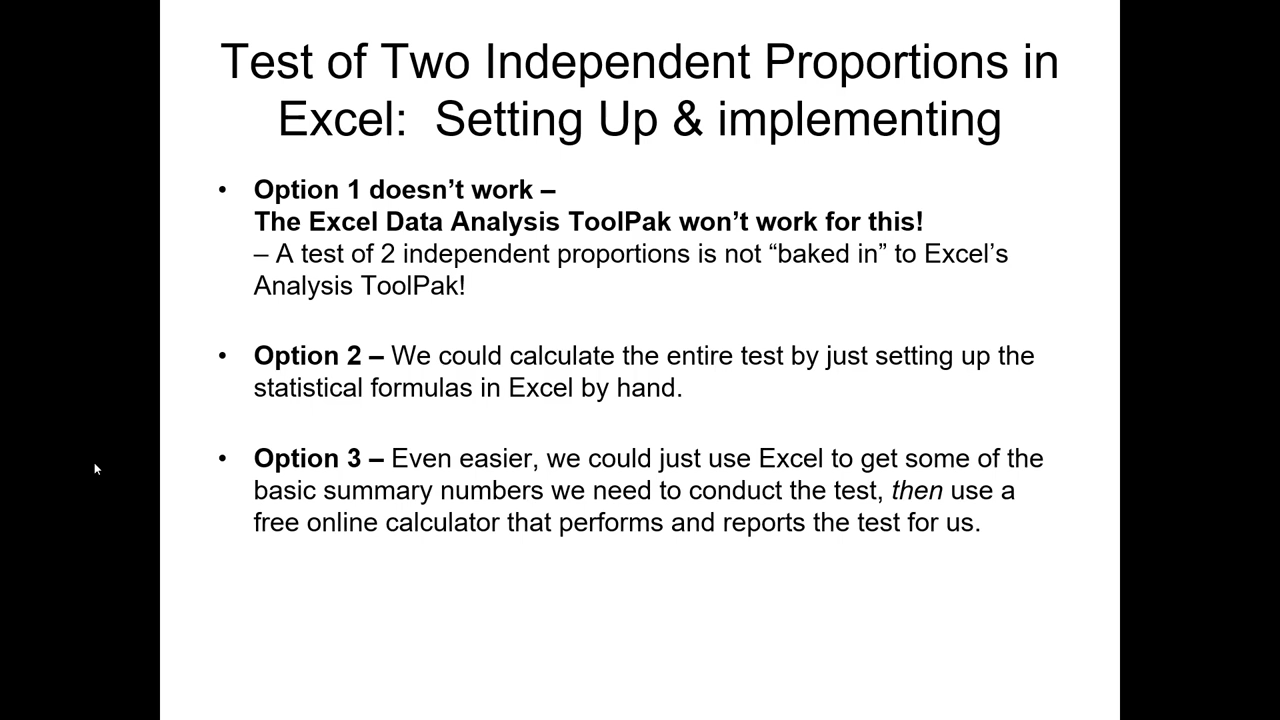 Test of Two Independent Proportions in
Excel:  Setting Up & implementing
• Option 1 doesn’t work –
The Excel Data Analysis ToolPak won’t work for this!
– A test of 2 independent proportions is not “baked in” to Excel’s
Analysis ToolPak!
• Option 2 – We could calculate the entire test by just setting up the
statistical formulas in Excel by hand.
• Option 3 – Even easier, we could just use Excel to get some of the
basic summary numbers we need to conduct the test, then use a
free online calculator that performs and reports the test for us.